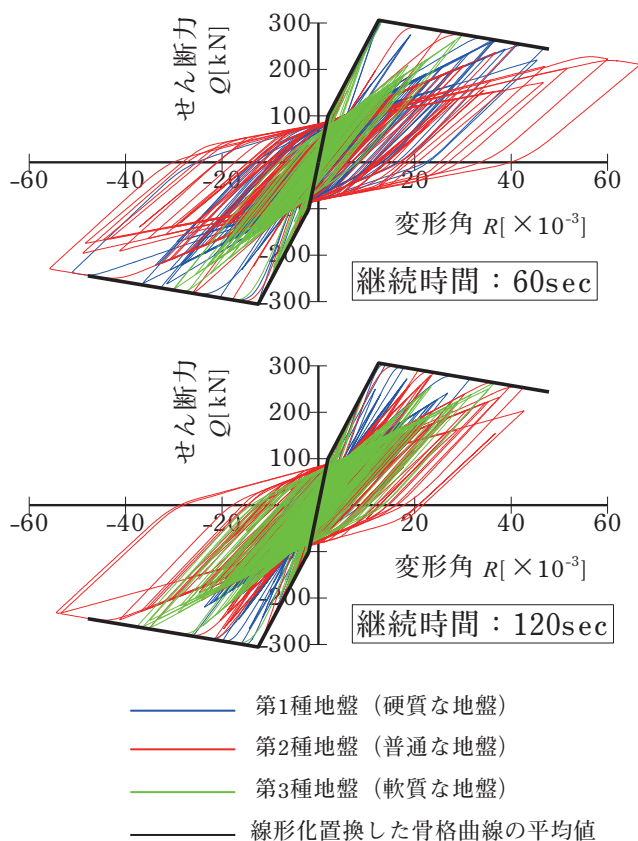 せん断力
Q[kN]
300
200
100
-60
-40
-20
20
40
60
変形角 R[×10⁻³]
-200
-300
継続時間：60sec
せん断力
Q[kN]
300
200
100
-60
-40
-20
20
40
60
変形角 R[×10⁻³]
-200
-300
継続時間：120sec
第1種地盤（硬質な地盤）
第2種地盤（普通な地盤）
第3種地盤（軟質な地盤）
線形化置換した骨格曲線の平均値